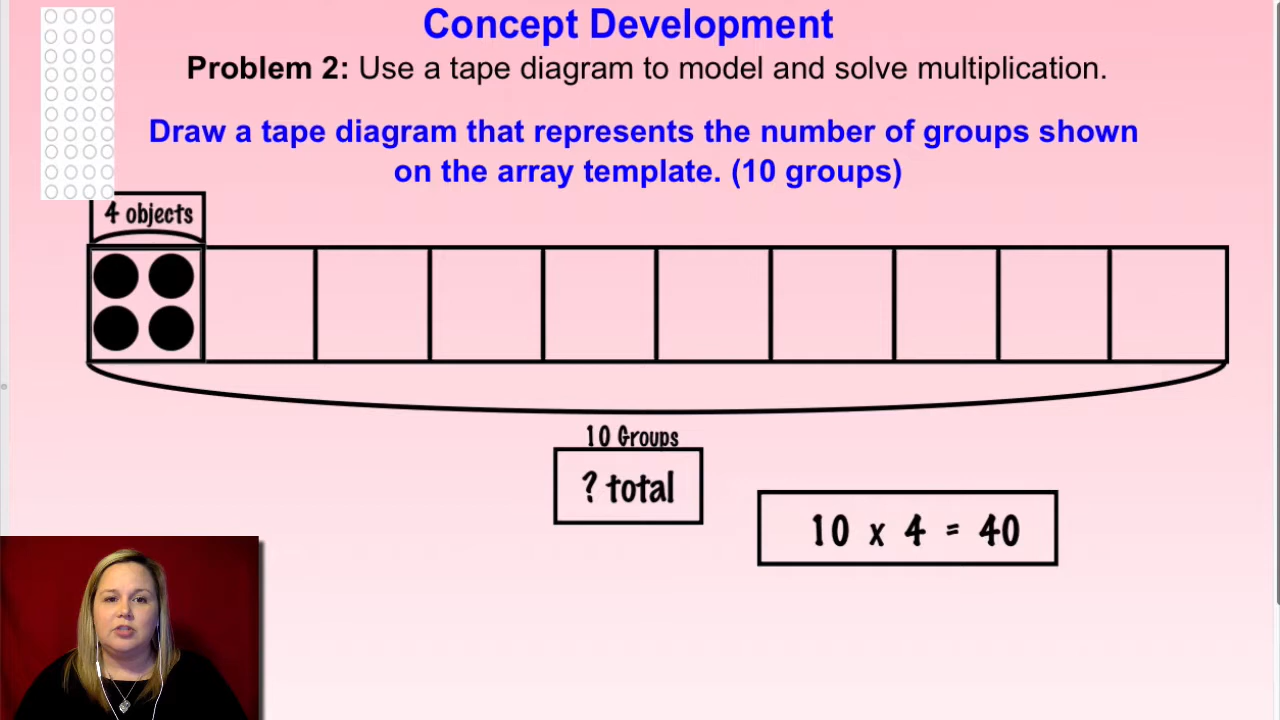 Concept Development
Problem 2: Use a tape diagram to model and solve multiplication.
Draw a tape diagram that represents the number of groups shown
on the array template. (10 groups)
4 objects
10 Groups
? total
10 x 4 = 40